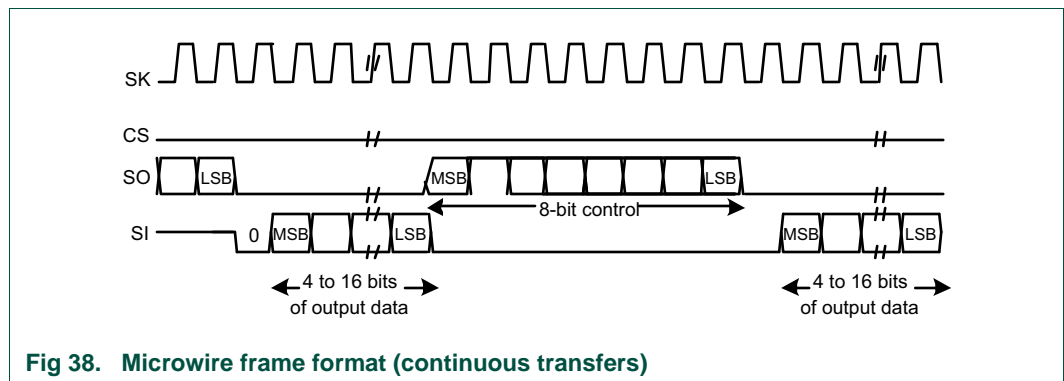 SK
CS
SO
LSB
MSB
LSB
8-bit control
SI
0
MSB
LSB
MSB
LSB
4 to 16 bits
of output data
4 to 16 bits
of output data
Fig 38. Microwire frame format (continuous transfers)